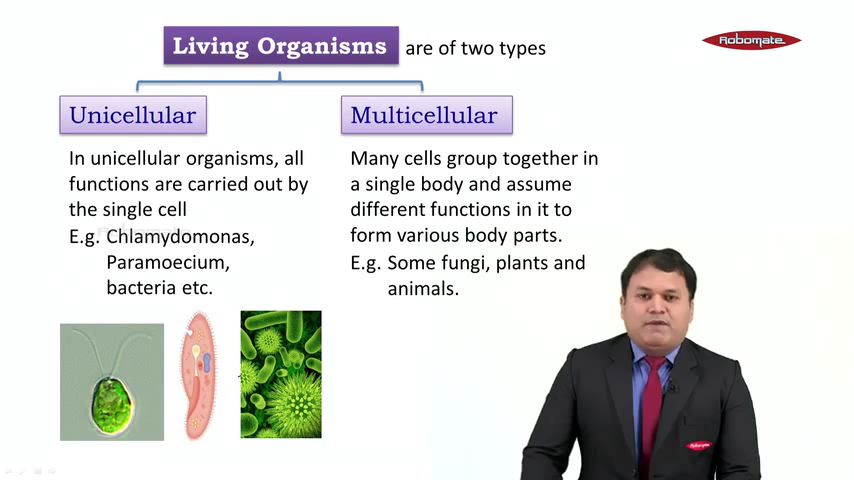 Living Organisms are of two types
Robomate
Unicellular
Multicellular
In unicellular organisms, all
functions are carried out by
the single cell
E.g. Chlamydomonas,
Paramoecium,
bacteria etc.
Many cells group together in
a single body and assume
different functions in it to
form various body parts.
E.g. Some fungi, plants and
animals.
Robomate
Robomate